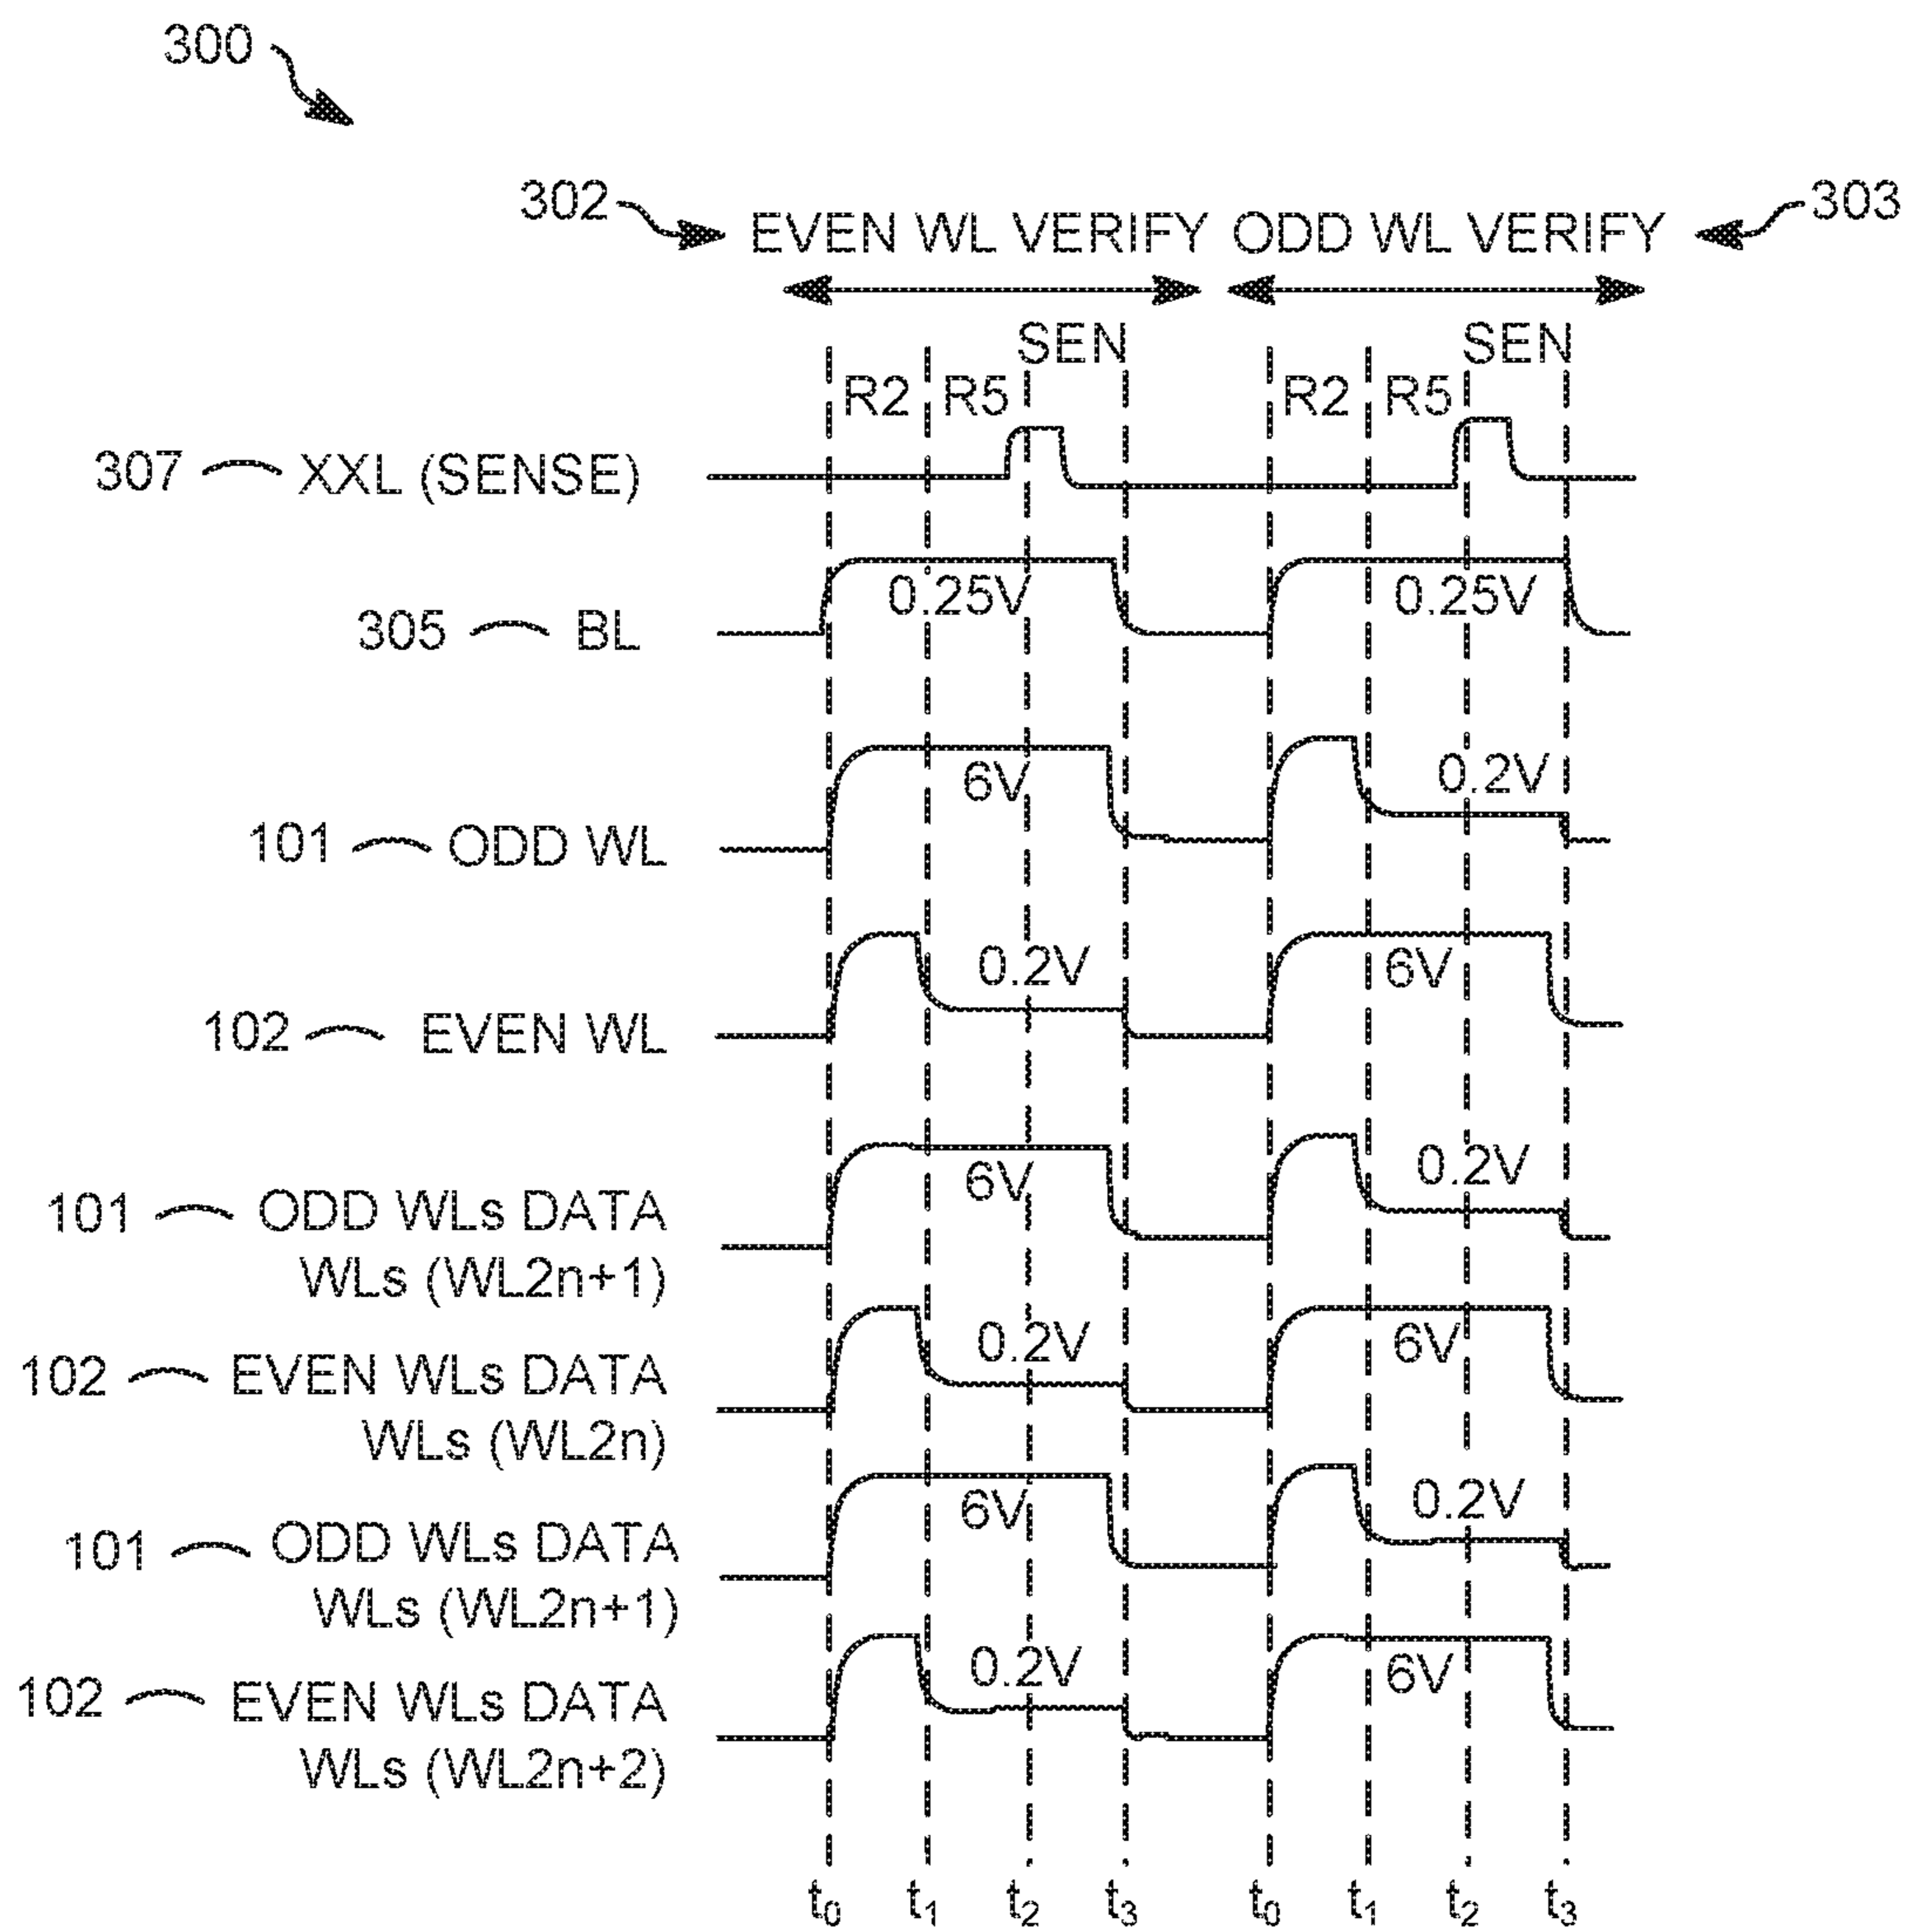 300
302 EVEN WL VERIFY ODD WL VERIFY 303
SEN SEN
R2 R5 R2 R5
307 XXL (SENSE)
0.25V 0.25V
305 BL
6V 0.2V
101 ODD WL
0.2V 6V
102 EVEN WL
6V 0.2V
101 ODD WLs DATA
WLs (WL2n+1)
0.2V 6V
102 EVEN WLs DATA
WLs (WL2n)
6V 0.2V
101 ODD WLs DATA
WLs (WL2n+1)
0.2V 6V
102 EVEN WLs DATA
WLs (WL2n+2)
t0 t1 t2 t3 t0 t1 t2 t3